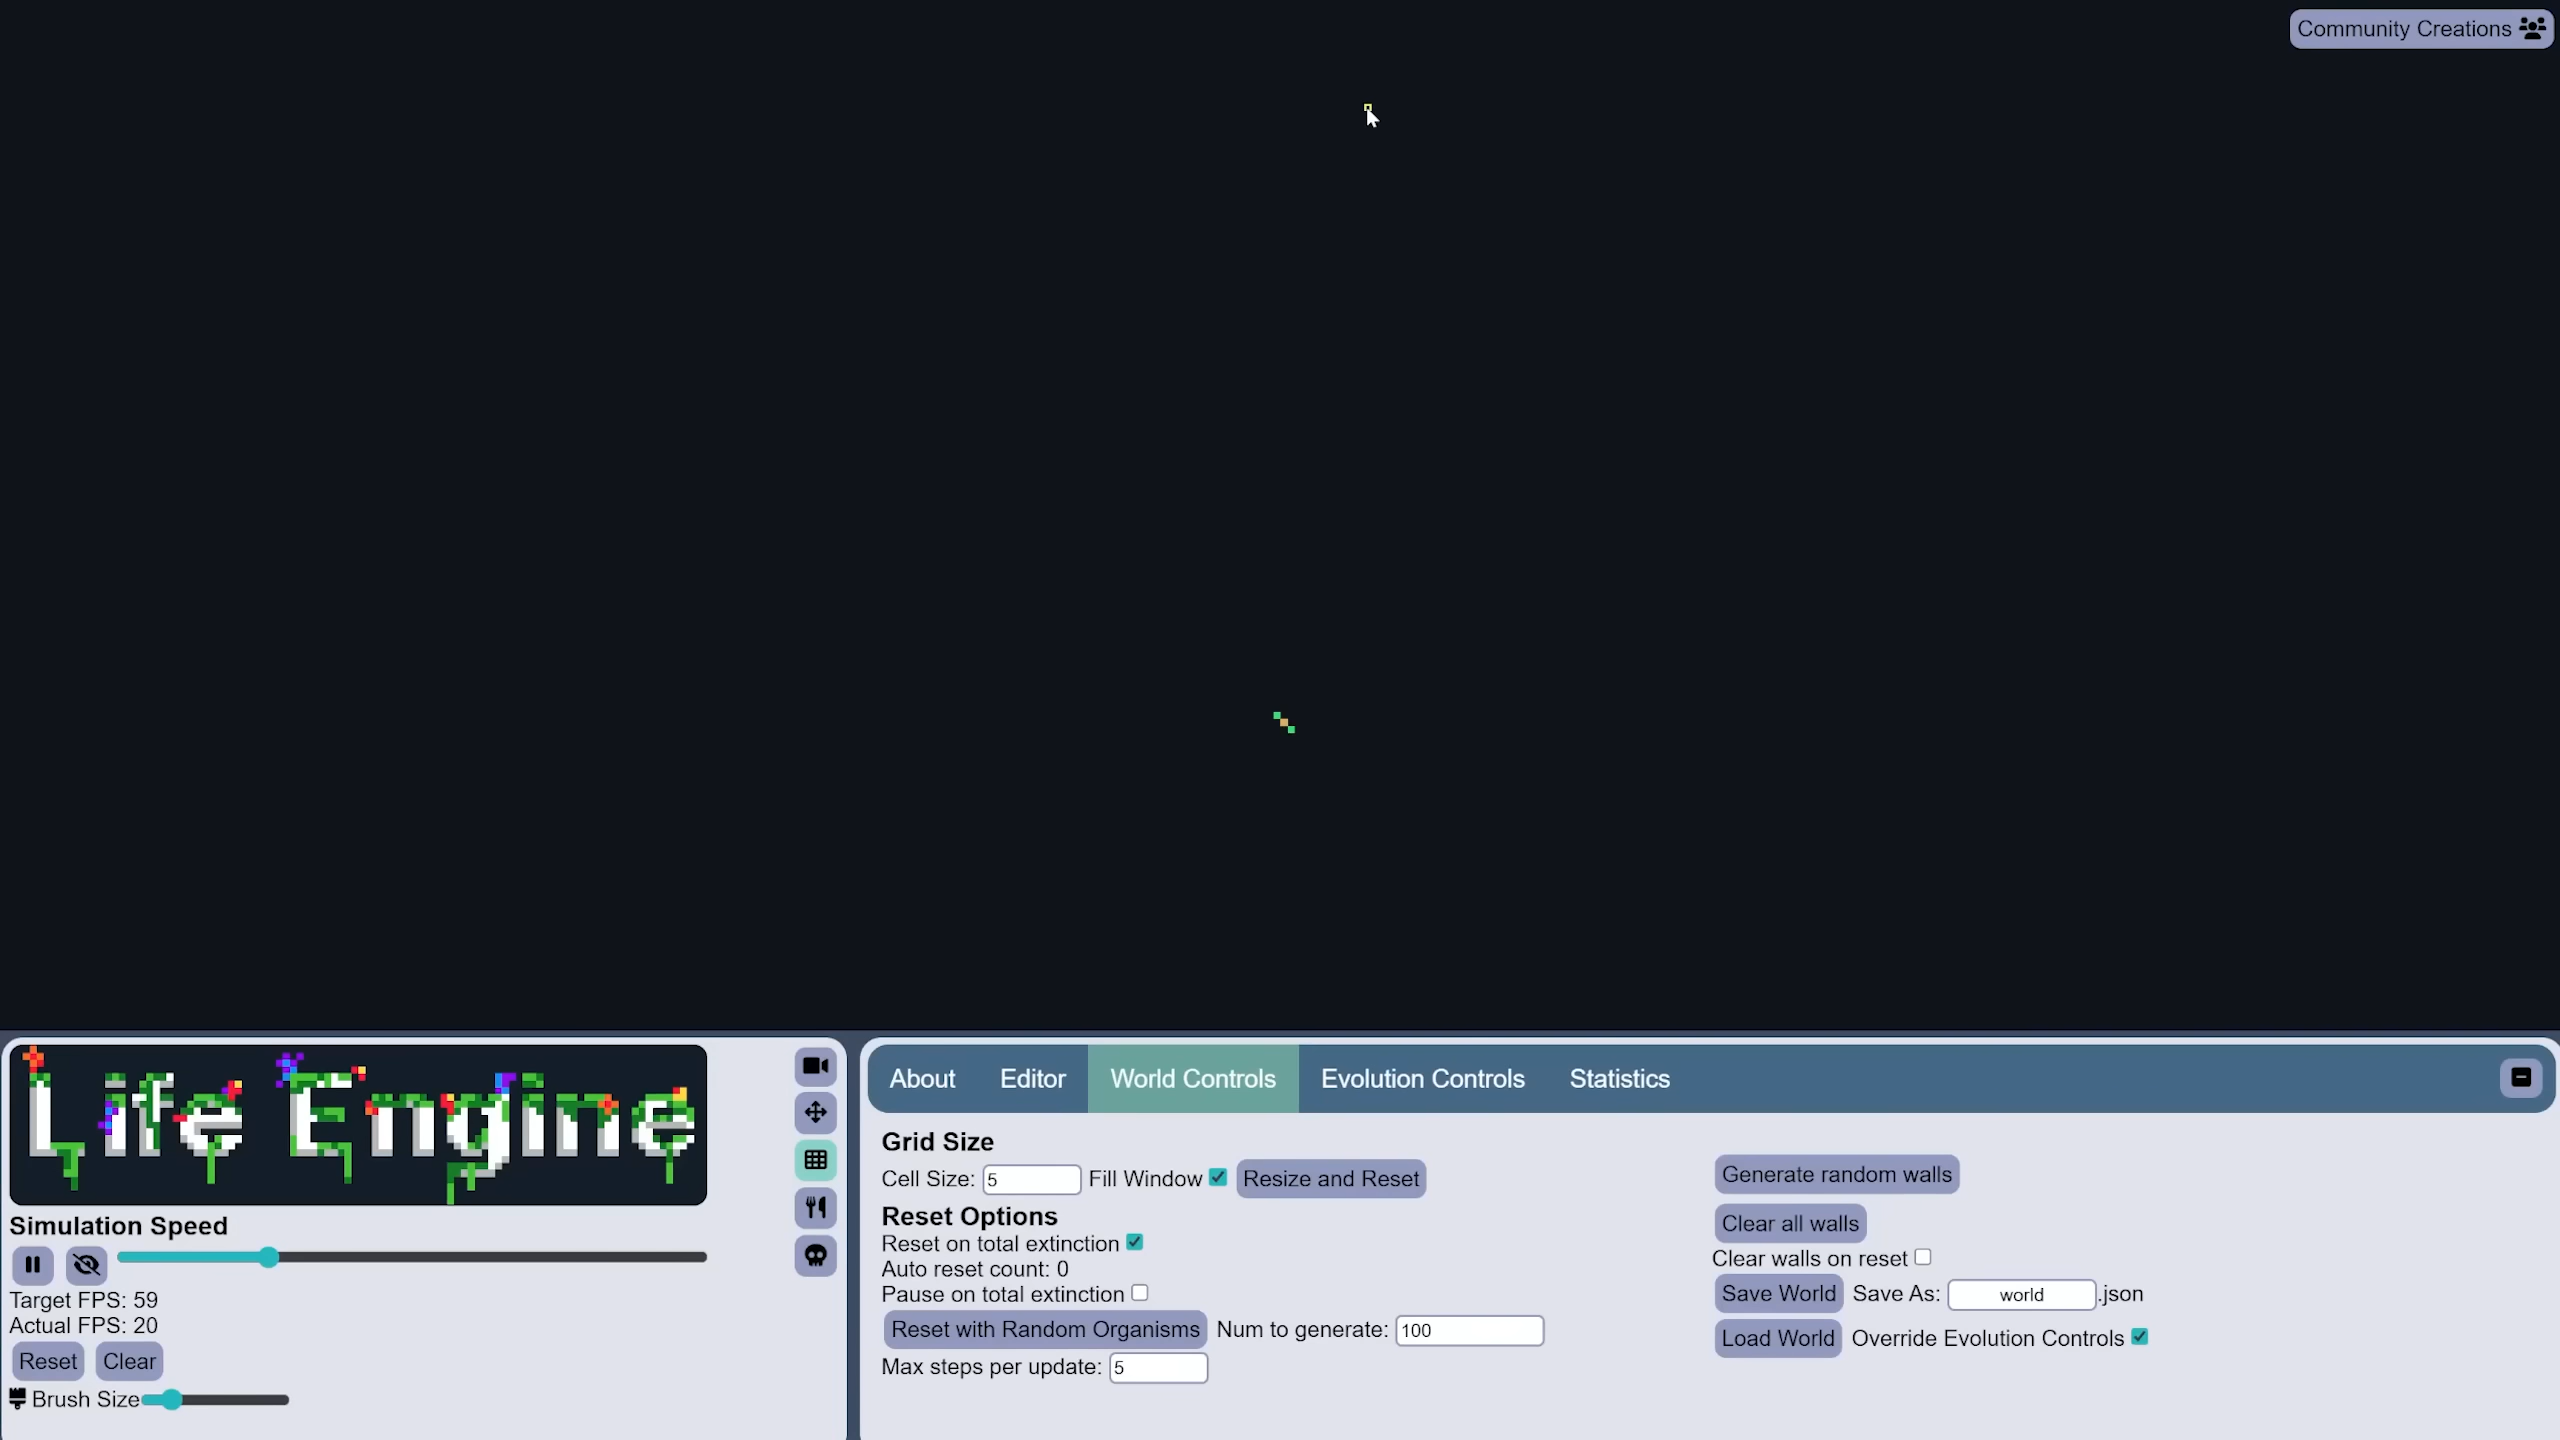 Community Creations
Life Engine
Simulation Speed
Target FPS: 59
Actual FPS: 20
Reset Clear
Brush Size
About Editor World Controls Evolution Controls Statistics
Grid Size
Cell Size: 5 Fill Window Resize and Reset
Reset Options
Reset on total extinction
Auto reset count: 0
Pause on total extinction
Reset with Random Organisms Num to generate: 100
Max steps per update: 5
Generate random walls
Clear all walls
Clear walls on reset
Save World Save As: world .json
Load World Override Evolution Controls